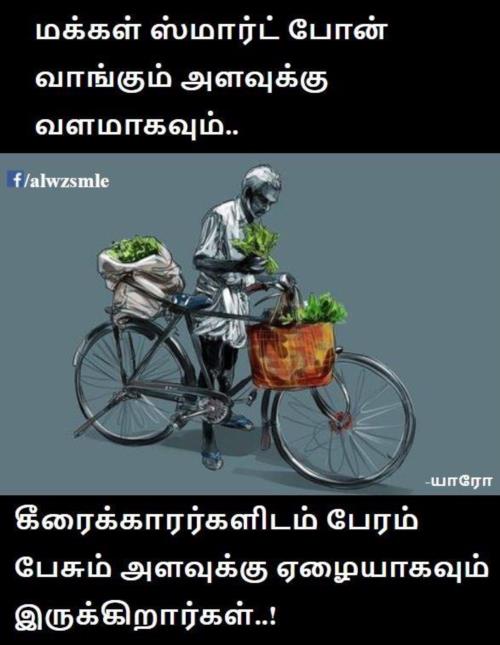 மக்கள் ஸ்மார்ட் போன்
வாங்கும் அளவுக்கு
வளமாகவும்..
f/alwzsmle
-யாரோ
கீரைக்காரர்களிடம் பேரம்
பேசும் அளவுக்கு ஏழையாகவும்
இருக்கிறார்கள்..!